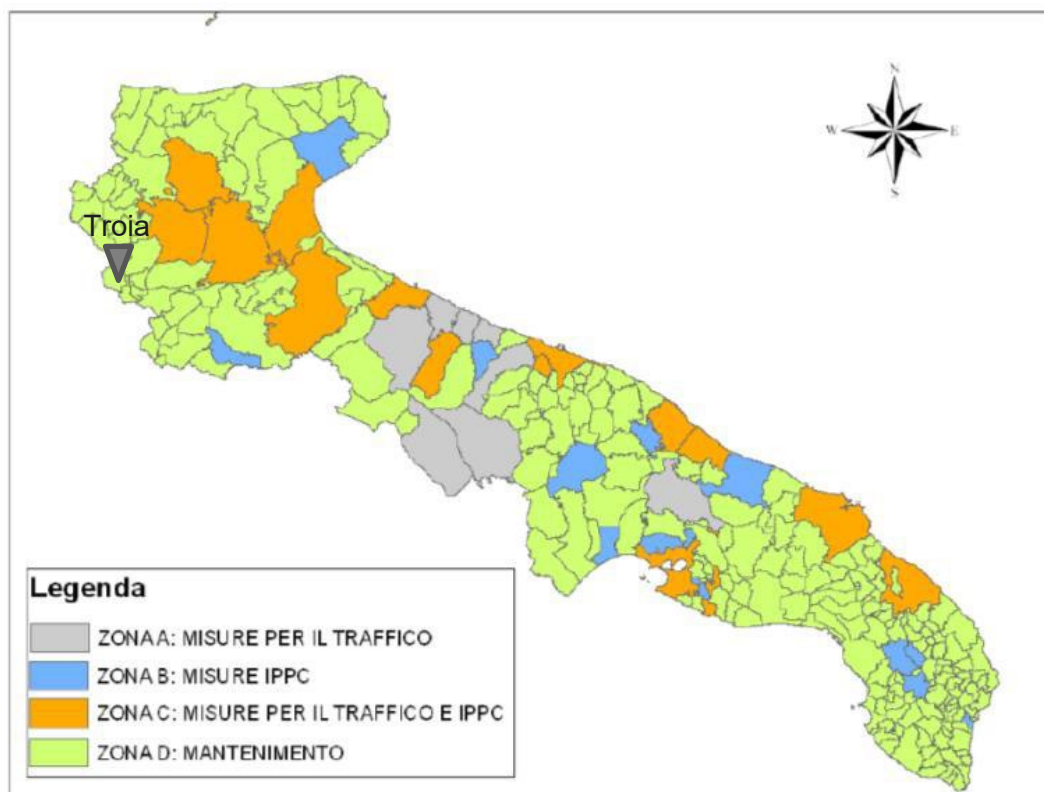 N
W
E
S
Troia
Legenda
ZONA A: MISURE PER IL TRAFFICO
ZONA B: MISURE IPPC
ZONA C: MISURE PER IL TRAFFICO E IPPC
ZONA D: MANTENIMENTO